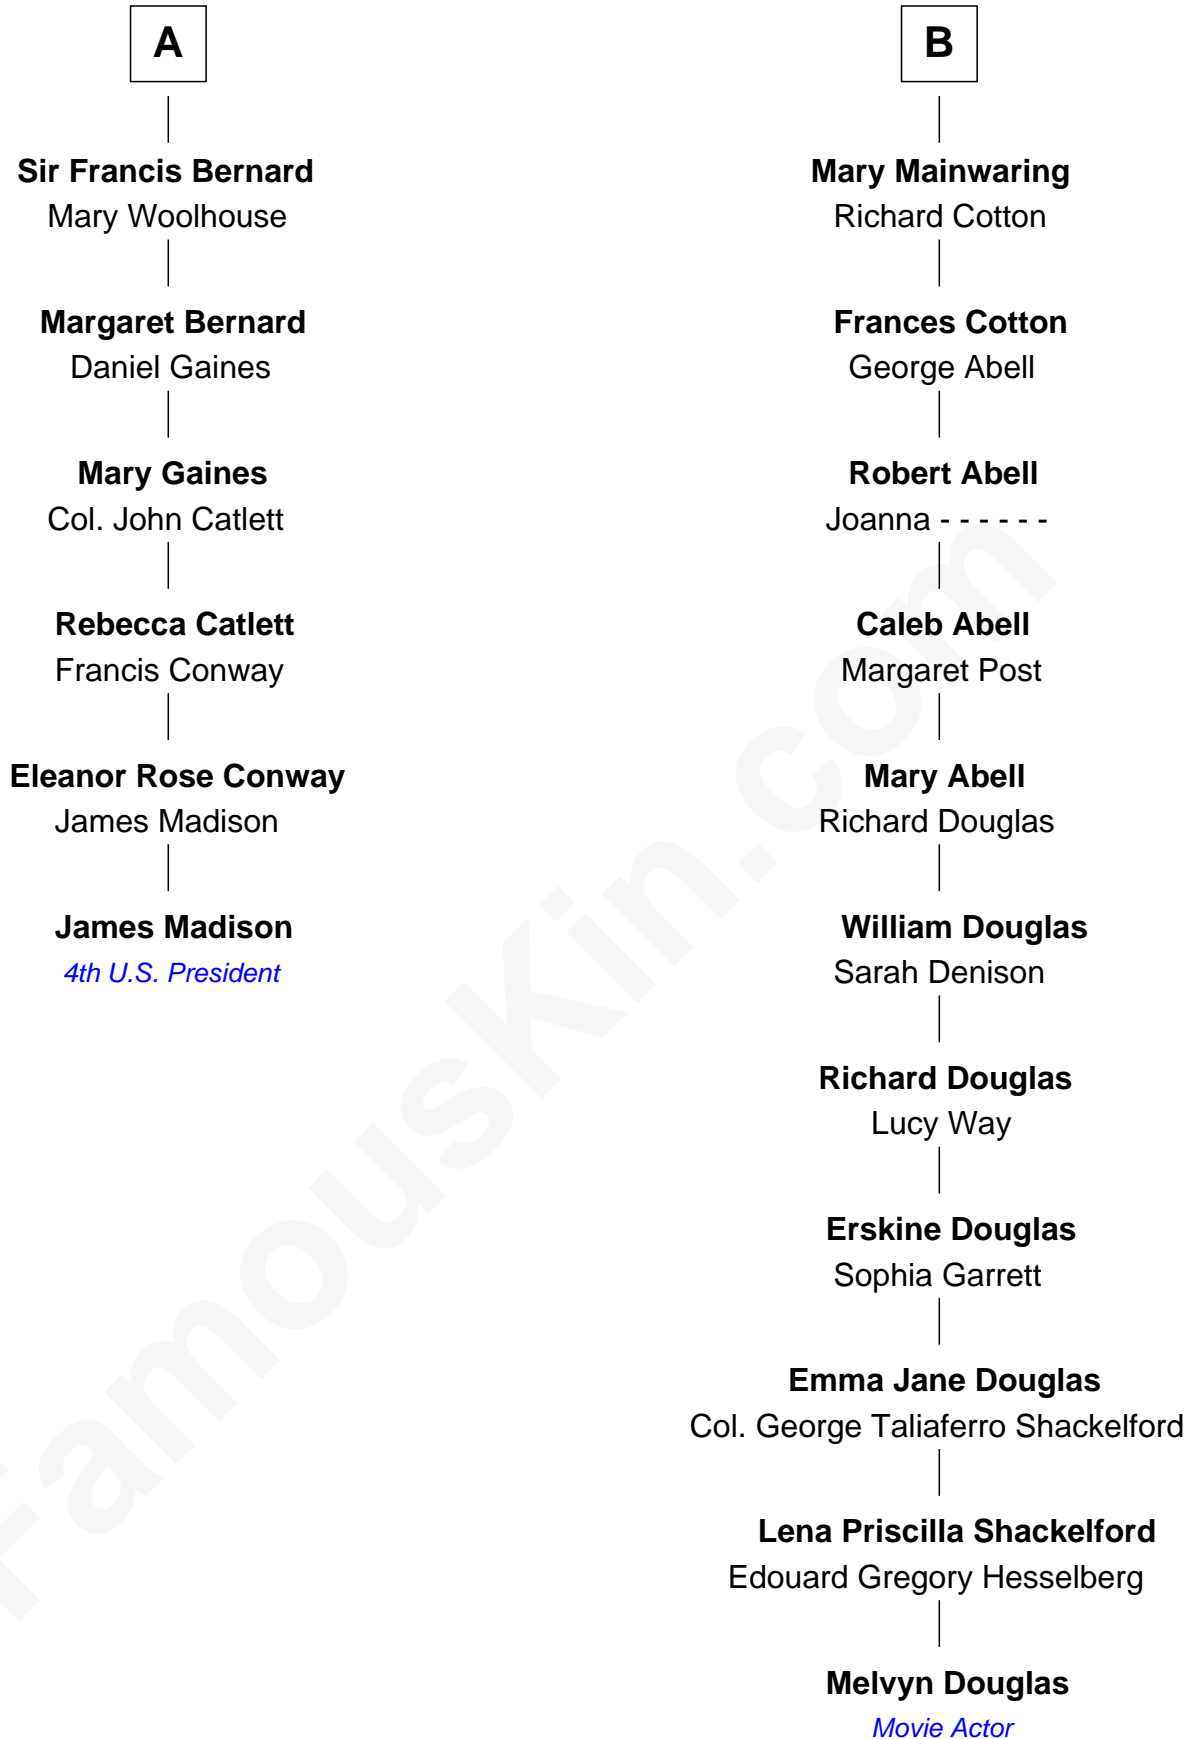 A
Sir Francis Bernard
Mary Woolhouse
Margaret Bernard
Daniel Gaines
Mary Gaines
Col. John Catlett
Rebecca Catlett
Francis Conway
Eleanor Rose Conway
James Madison
James Madison
4th U.S. President
B
Mary Mainwaring
Richard Cotton
Frances Cotton
George Abell
Robert Abell
Joanna - - - - - -
Caleb Abell
Margaret Post
Mary Abell
Richard Douglas
William Douglas
Sarah Denison
Richard Douglas
Lucy Way
Erskine Douglas
Sophia Garrett
Emma Jane Douglas
Col. George Taliaferro Shackelford
Lena Priscilla Shackelford
Edouard Gregory Hesselberg
Melvyn Douglas
Movie Actor
FamousKin.com